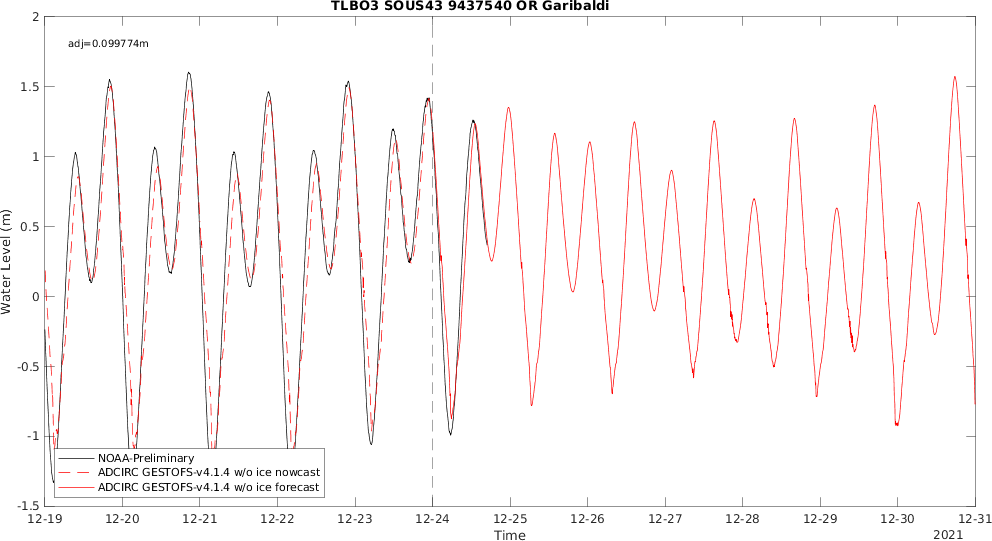 TLBO3 SOUS43 9437540 OR Garibaldi
adj=0.099774m
Water Level (m)
2
1.5
1
0.5
0
-0.5
-1
-1.5
NOAA-Preliminary
ADCIRC GESTOFS-v4.1.4 w/o ice nowcast
ADCIRC GESTOFS-v4.1.4 w/o ice forecast
12-19 12-20 12-21 12-22 12-23 12-24 12-25 12-26 12-27 12-28 12-29 12-30 12-31
Time
2021